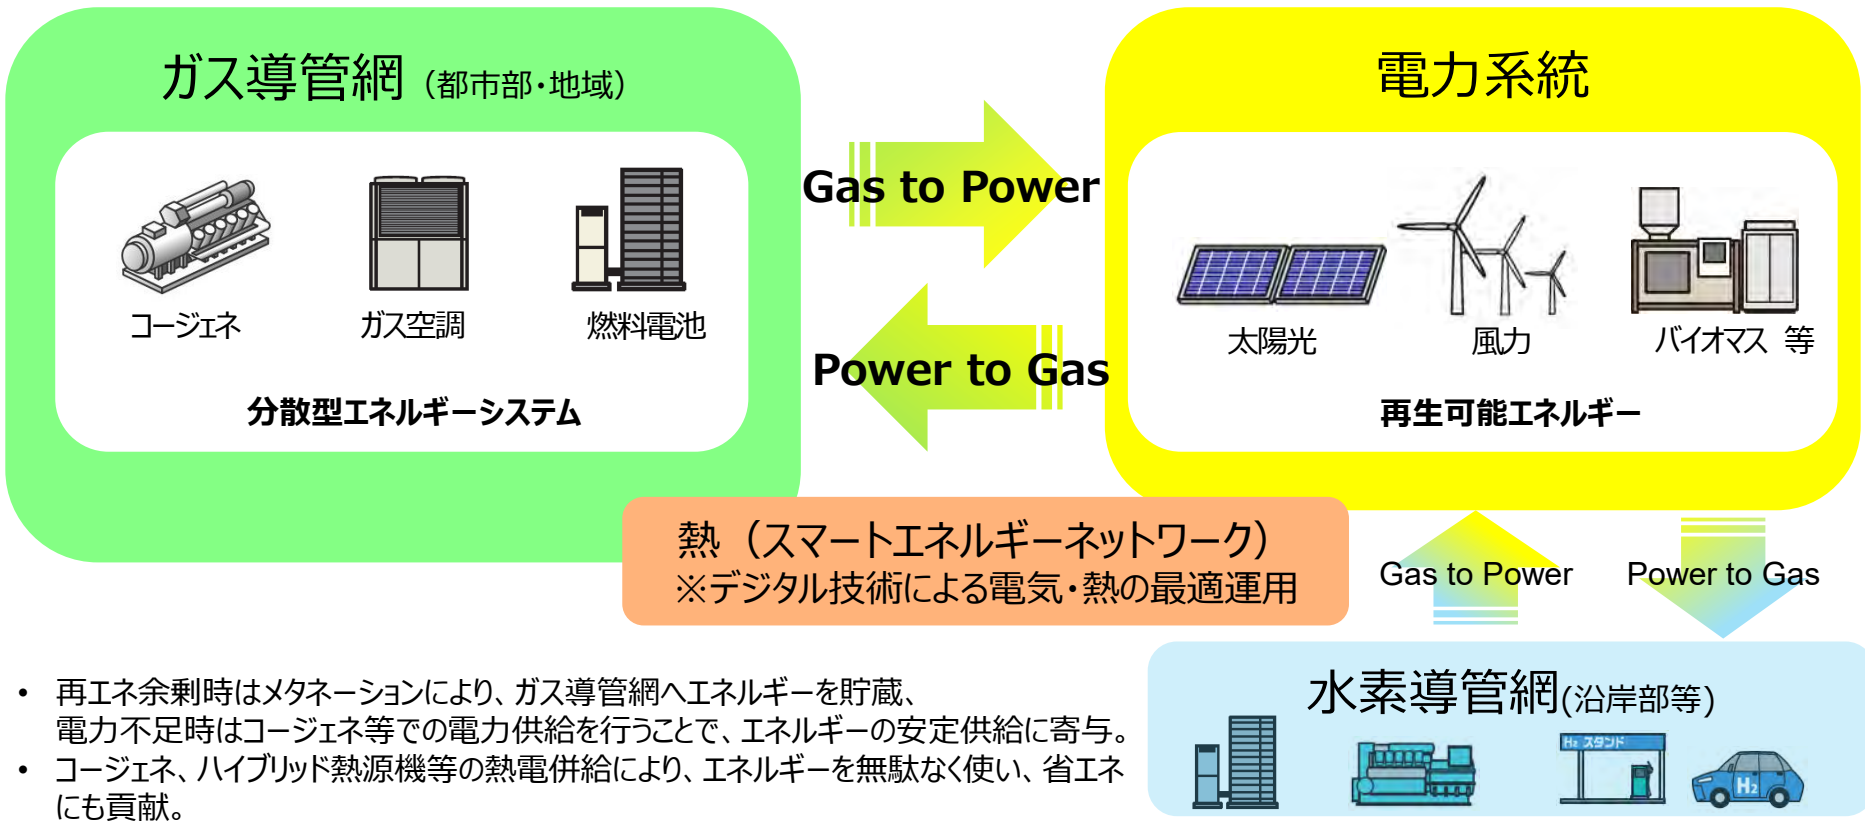 ガス導管網（都市部・地域）
コージェネ
ガス空調
燃料電池
分散型エネルギーシステム
Gas to Power
Power to Gas
電力系統
太陽光
風力
バイオマス 等
再生可能エネルギー
熱（スマートエネルギーネットワーク）
※デジタル技術による電気・熱の最適運用
Gas to Power
Power to Gas
水素導管網(沿岸部等)
H₂ スタンド
H₂
• 再エネ余剰時はメタネーションにより、ガス導管網へエネルギーを貯蔵、
電力不足時はコージェネ等での電力供給を行うことで、エネルギーの安定供給に寄与。
• コージェネ、ハイブリッド熱源機等の熱電併給により、エネルギーを無駄なく使い、省エネ
にも貢献。